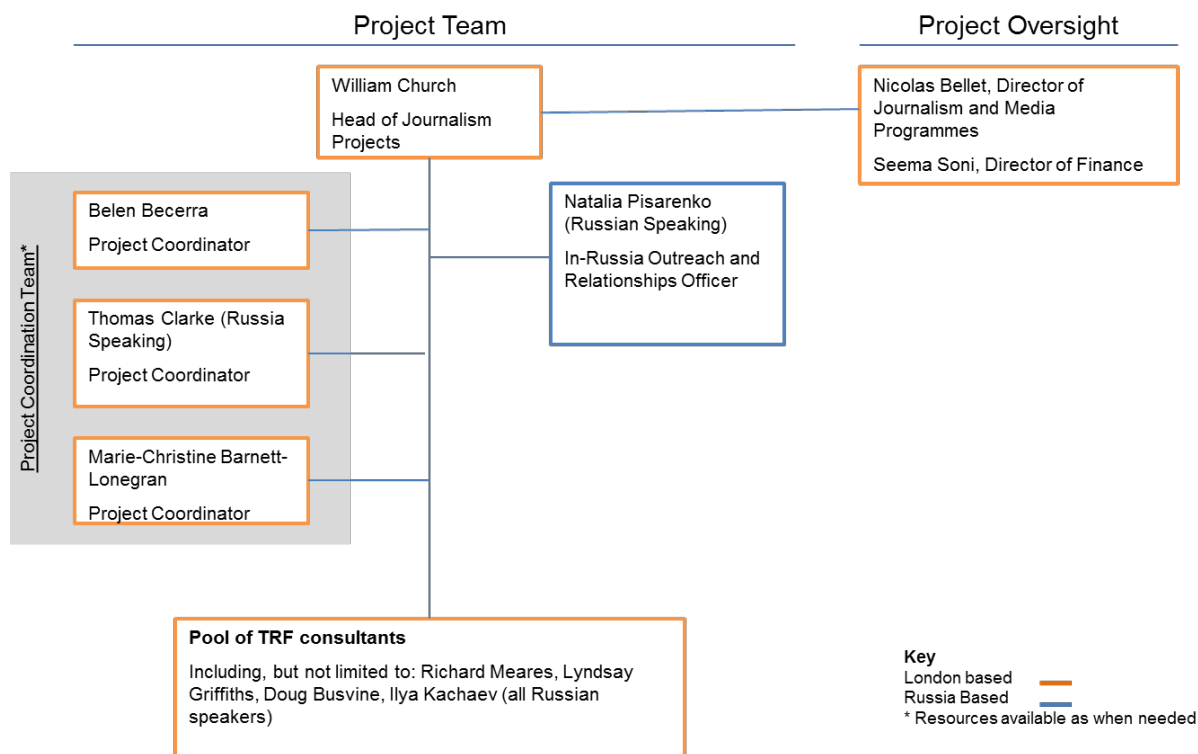 Project Team
Project Oversight
William Church
Head of Journalism
Projects
Nicolas Bellet, Director of
Journalism and Media
Programmes
Seema Soni, Director of Finance
Project Coordination Team*
Belen Becerra
Project Coordinator
Natalia Pisarenko
(Russian Speaking)
In-Russia Outreach and
Relationships Officer
Thomas Clarke (Russia
Speaking)
Project Coordinator
Marie-Christine Barnett-
Lonegran
Project Coordinator
Pool of TRF consultants
Including, but not limited to: Richard Meares, Lyndsay
Griffiths, Doug Busvine, Ilya Kachaev (all Russian
speakers)
Key
London based
Russia Based
* Resources available as when needed